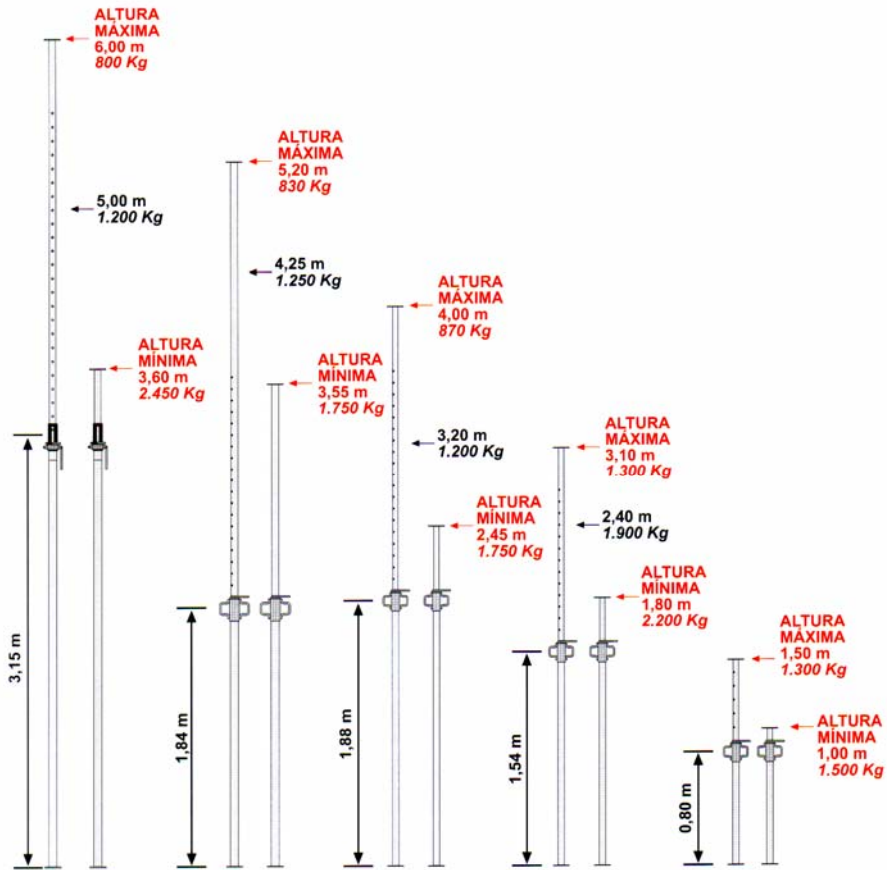 ALTURA
MÁXIMA
6,00 m
800 Kg
5,00 m
1.200 Kg
ALTURA
MÍNIMA
3,60 m
2.450 Kg
3,15 m
ALTURA
MÁXIMA
5,20 m
830 Kg
4,25 m
1.250 Kg
ALTURA
MÍNIMA
3,55 m
1.750 Kg
1,84 m
ALTURA
MÁXIMA
4,00 m
870 Kg
3,20 m
1.200 Kg
ALTURA
MÍNIMA
2,45 m
1.750 Kg
1,88 m
ALTURA
MÁXIMA
3,10 m
1.300 Kg
2,40 m
1.900 Kg
ALTURA
MÍNIMA
1,80 m
2.200 Kg
1,54 m
ALTURA
MÁXIMA
1,50 m
1.300 Kg
ALTURA
MÍNIMA
1,00 m
1.500 Kg
0,80 m